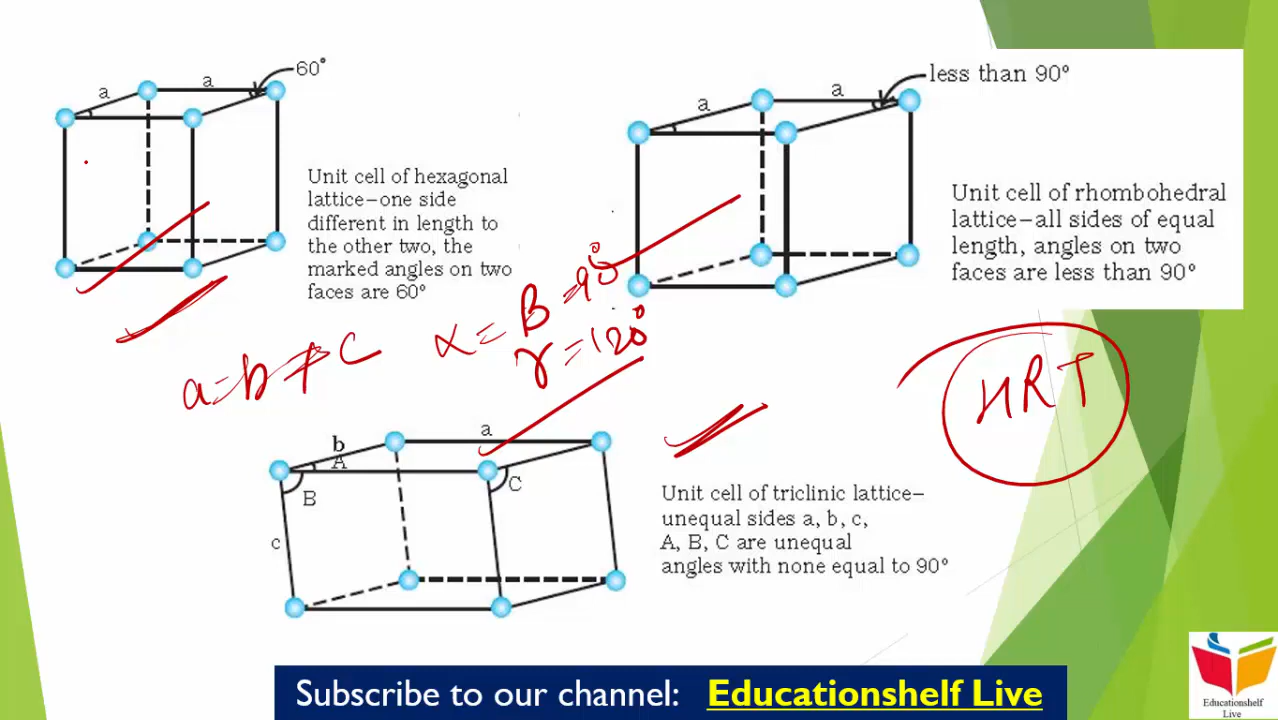 60°
a
a
Unit cell of hexagonal
lattice–one side
different in length to
the other two, the
marked angles on two
faces are 60°
less than 90°
a
a
Unit cell of rhombohedral
lattice–all sides of equal
length, angles on two
faces are less than 90°
α = B = 90°
γ = 120°
a=b≠c
HRT
a
b
A
B
C
c
Unit cell of triclinic lattice–
unequal sides a, b, c,
A, B, C are unequal
angles with none equal to 90°
Subscribe to our channel: Educationshelf Live
Educationshelf
Live